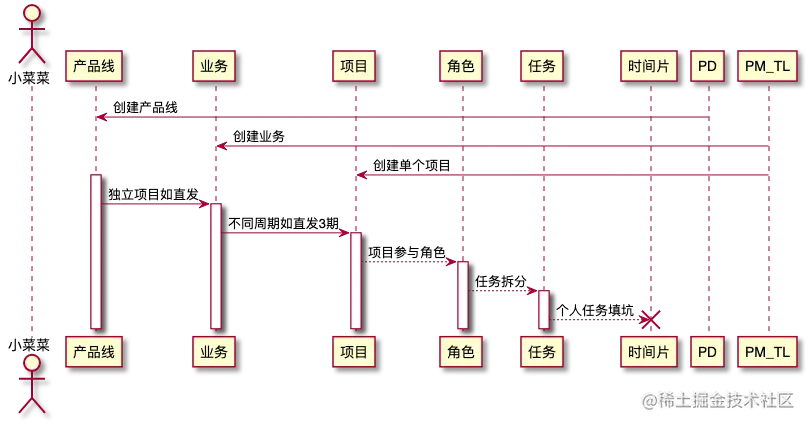 小菜菜
产品线
业务
项目
角色
任务
时间片
PD
PM_TL
创建产品线
创建业务
创建单个项目
独立项目如直发
不同周期如直发3期
项目参与角色
任务拆分
个人任务填坑
小菜菜
产品线
业务
项目
角色
任务
时间片
PD
PM_TL
@稀土掘金技术社区